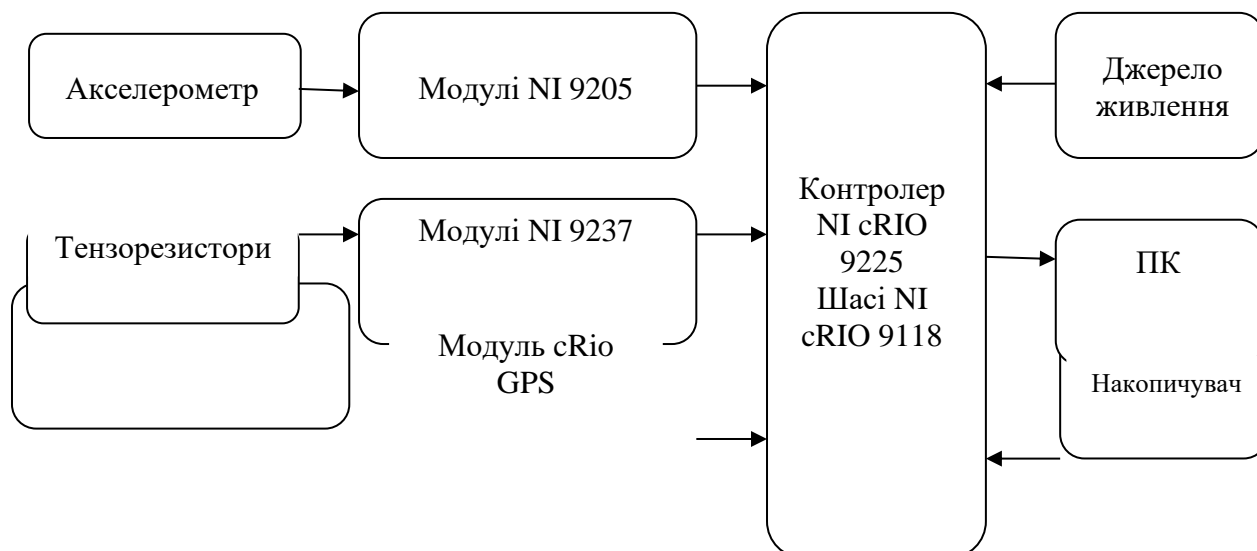 Акселерометр
Модулі NI 9205
Джерело
живлення
Тензорезистори
Модулі NI 9237
Контролер
NI cRIO
9225
Шасі NI
cRIO 9118
ПК
Модуль cRio
GPS
Накопичувач